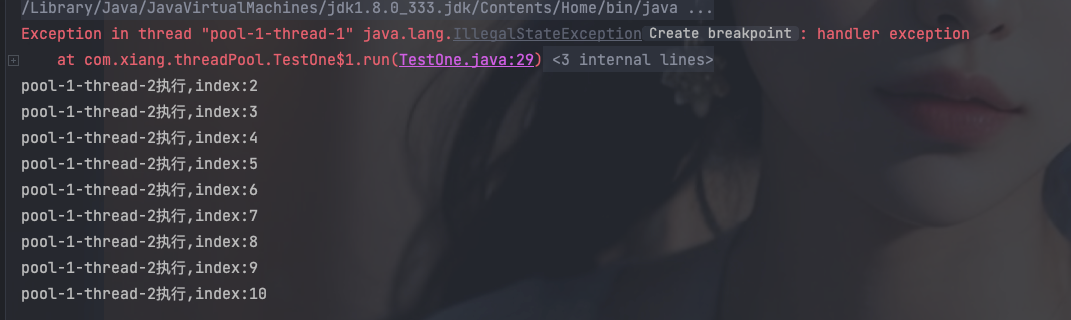 /Library/Java/JavaVirtualMachines/jdk1.8.0_333.jdk/Contents/Home/bin/java ...
Exception in thread "pool-1-thread-1" java.lang.IllegalStateException Create breakpoint : handler exception
at com.xiang.threadPool.TestOne$1.run(TestOne.java:29) <3 internal lines>
pool-1-thread-2执行,index:2
pool-1-thread-2执行,index:3
pool-1-thread-2执行,index:4
pool-1-thread-2执行,index:5
pool-1-thread-2执行,index:6
pool-1-thread-2执行,index:7
pool-1-thread-2执行,index:8
pool-1-thread-2执行,index:9
pool-1-thread-2执行,index:10